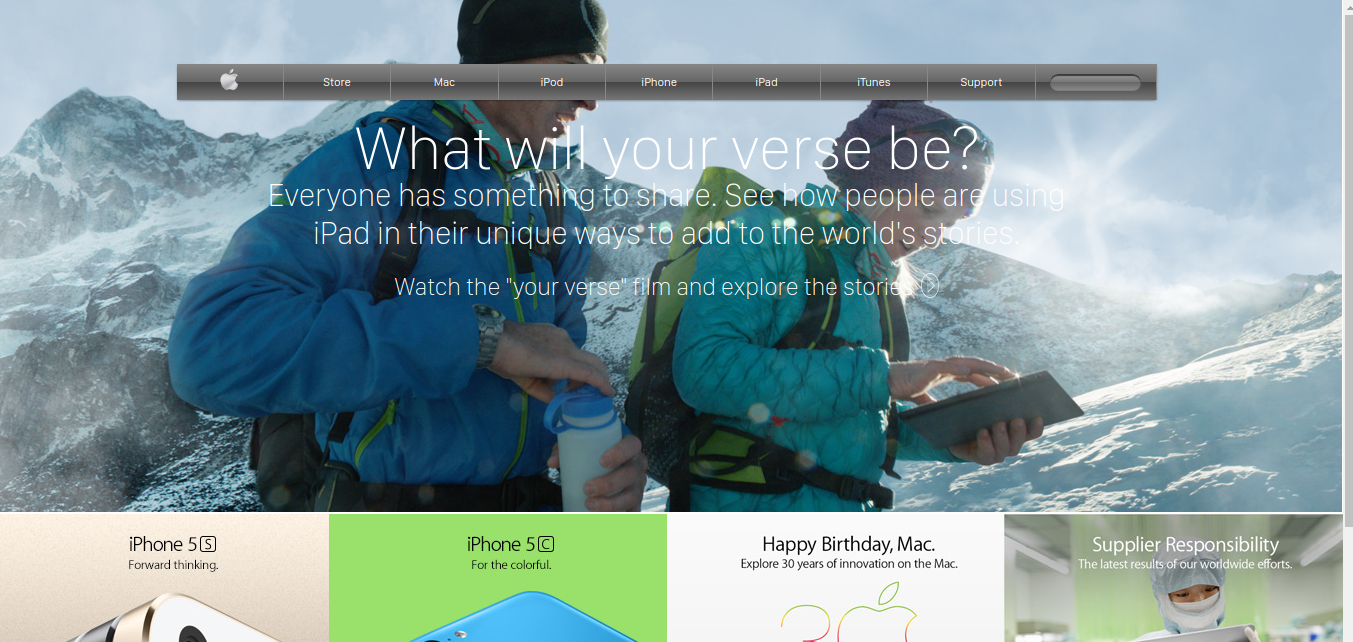 Store Mac iPod iPhone iPad iTunes Support
What will your verse be?
Everyone has something to share. See how people are using
iPad in their unique ways to add to the world's stories.
Watch the "your verse" film and explore the stories
iPhone 5S
Forward thinking.
iPhone 5C
For the colorful.
Happy Birthday, Mac.
Explore 30 years of innovation on the Mac.
30
Supplier Responsibility
The latest results of our worldwide efforts.